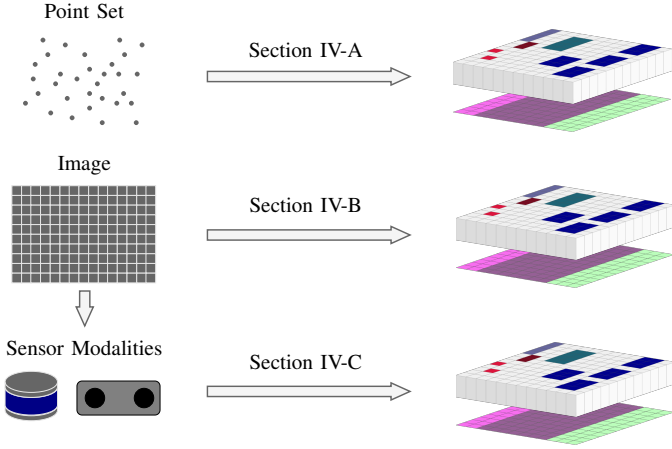 Point Set
Section IV-A
Image
Section IV-B
Sensor Modalities
Section IV-C